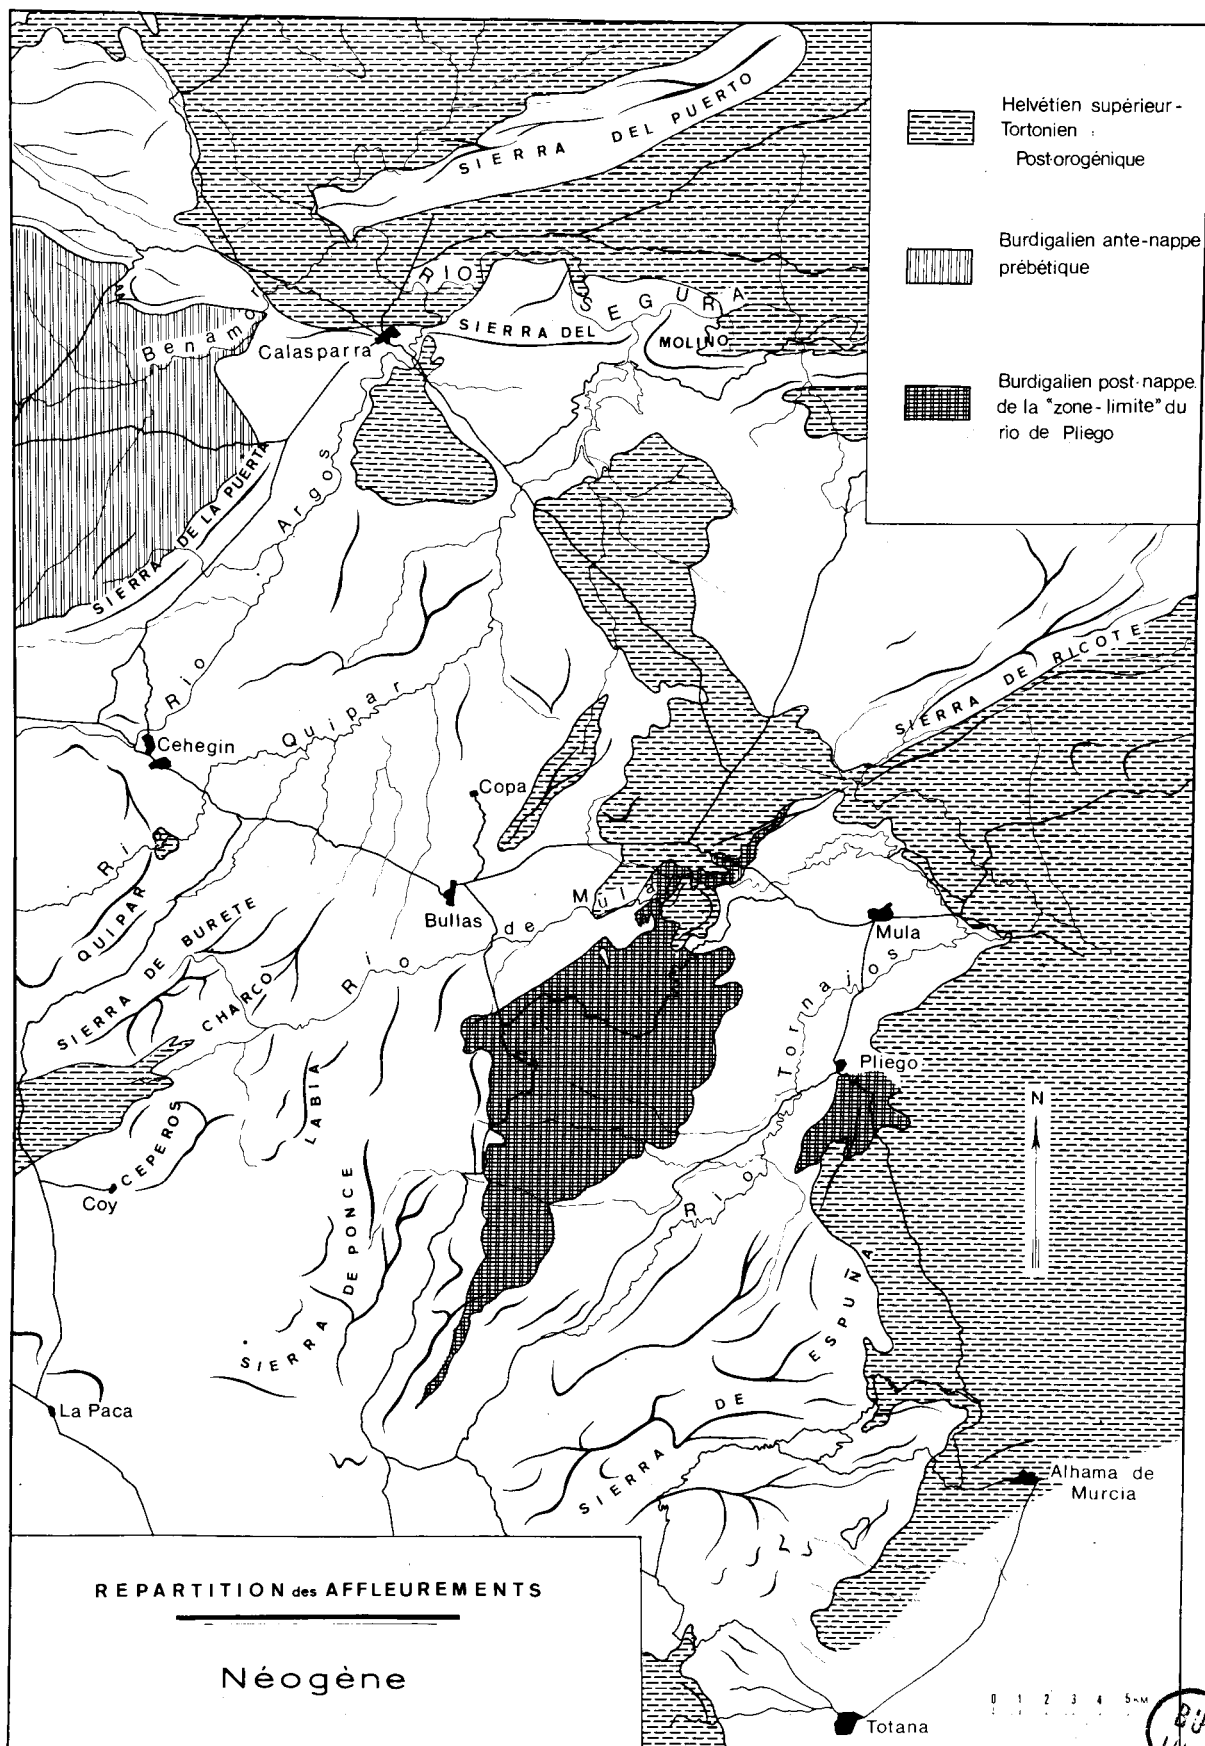 Helvétien supérieur-
Tortonien :
Post-orogénique
Burdigalien ante-nappe
prébétique
Burdigalien post-nappe
de la "zone-limite" du
rio de Pliego
SIERRA DEL PUERTO
RIO SEGURA
SIERRA DEL MOLINO
Benamor
Calasparra
SIERRA DE LA PUERTA
Rio Argos
SIERRA DE RICOTE
Rio Quipar
Cehegin
Copa
QUIPAR
Bullas
Rio de Mula
Mula
SIERRA DE BURETE
CHARCO
Rio Tornajos
Pliego
LABIA
CEPEROS
Coy
N
SIERRA DE PONCE
SIERRA DE ESPUÑA
La Paca
Alhama de
Murcia
REPARTITION des AFFLEUREMENTS
Néogène
0 1 2 3 4 5 KM
Totana
BU